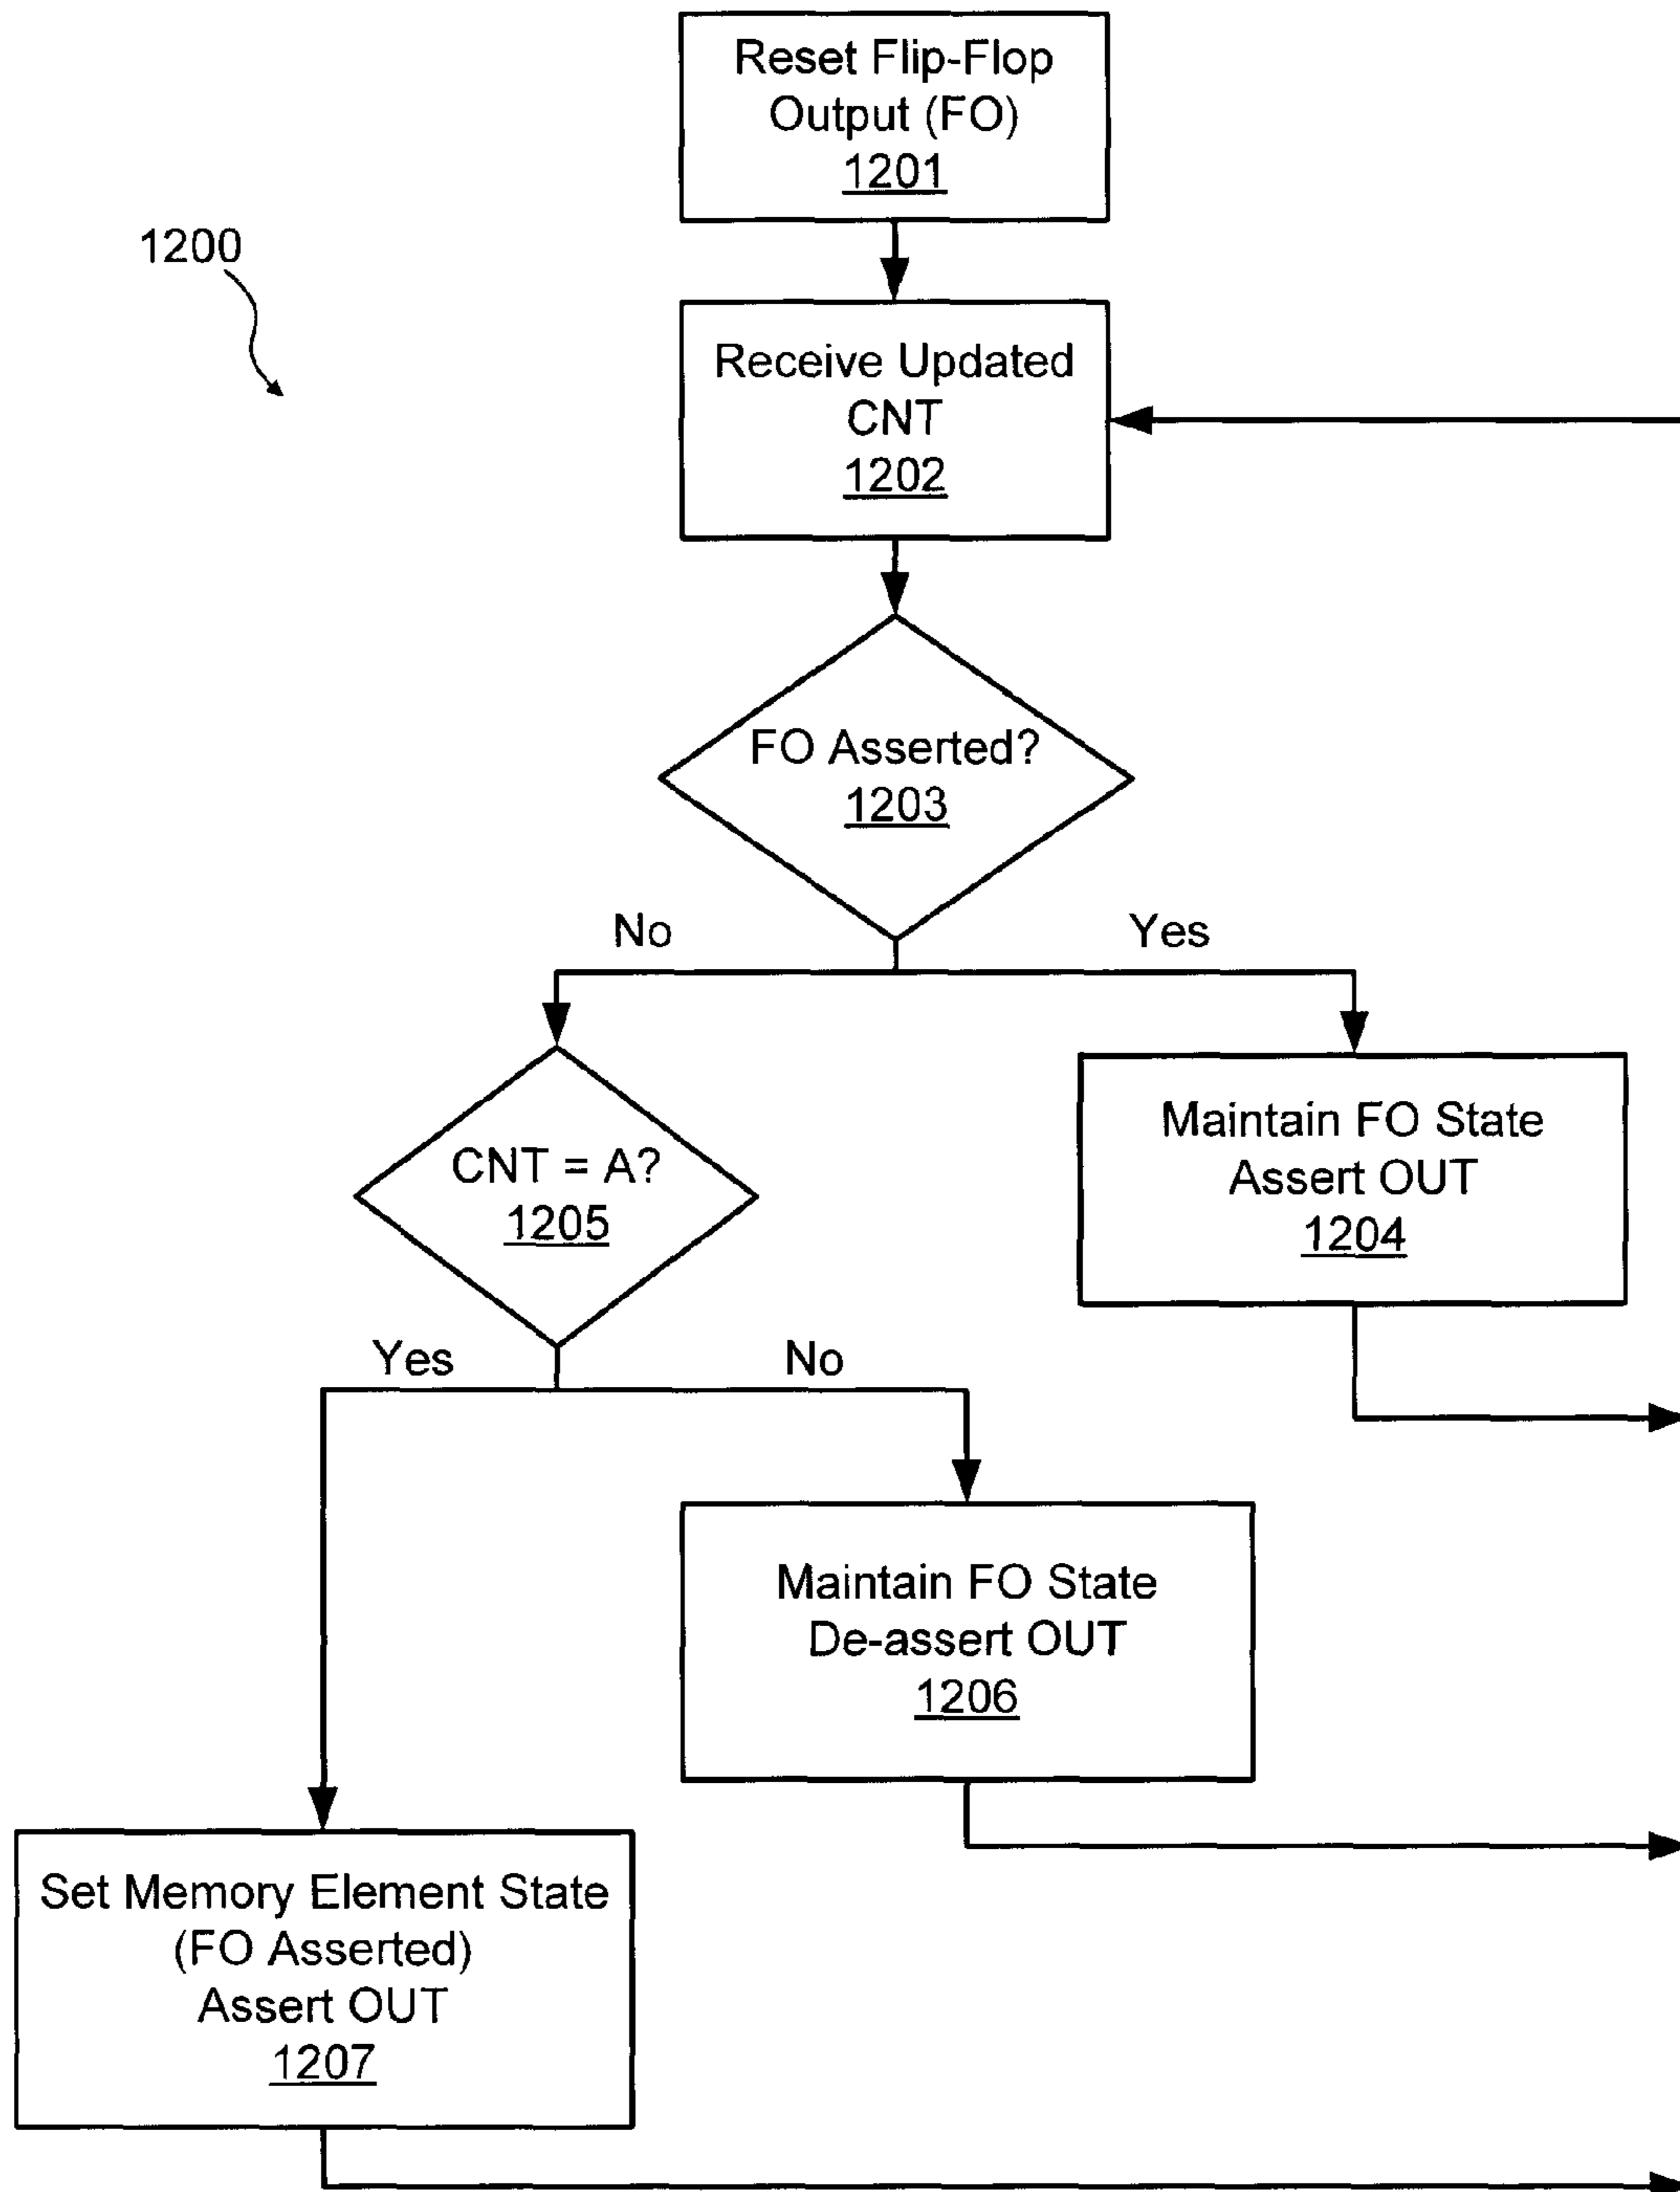 Reset Flip-Flop
Output (FO)
1201
1200
Receive Updated
CNT
1202
FO Asserted?
1203
No
Yes
CNT = A?
1205
Maintain FO State
Assert OUT
1204
Yes
No
Maintain FO State
De-assert OUT
1206
Set Memory Element State
(FO Asserted)
Assert OUT
1207